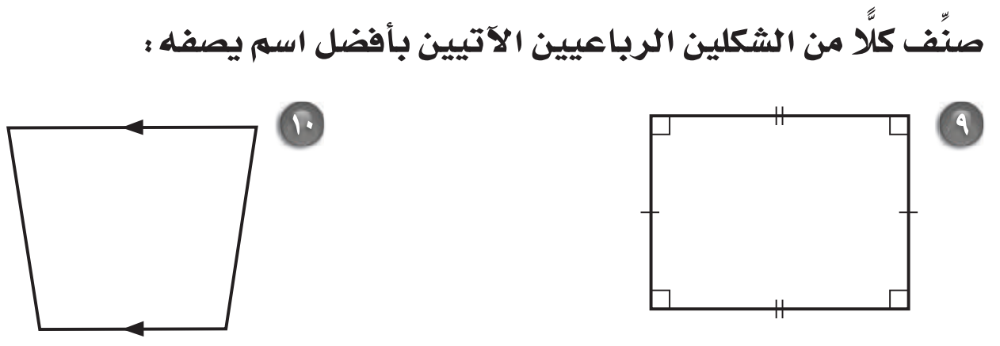 صنِّف كلًّا من الشكلين الرباعيين الآتيين بأفضل اسم يصفه :
٩
١٠